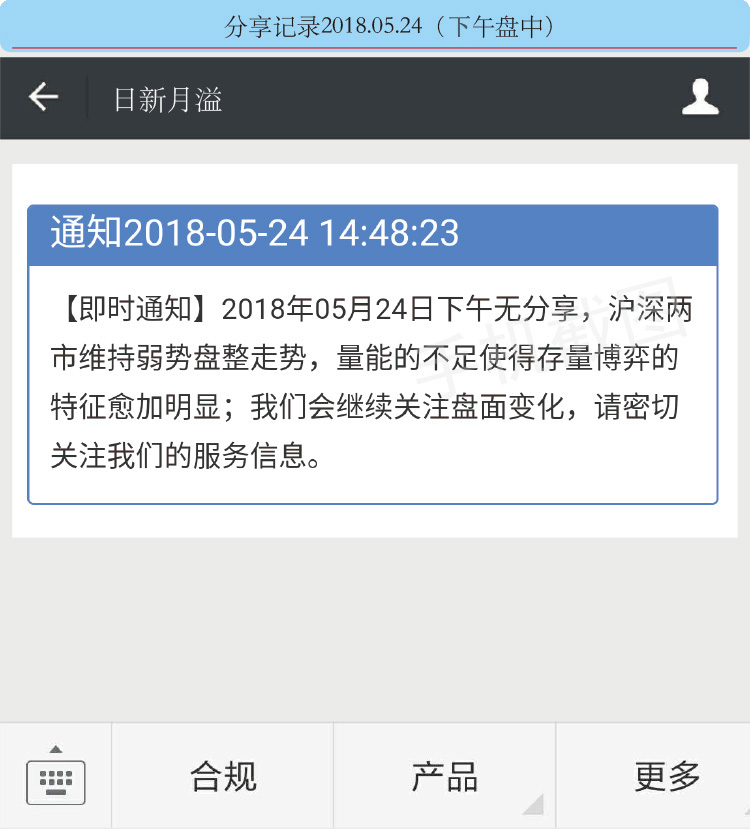 分享记录2018.05.24（下午盘中）
日新月溢
通知2018-05-24 14:48:23
【即时通知】2018年05月24日下午无分享，沪深两
市维持弱势盘整走势，量能的不足使得存量博弈的
特征愈加明显；我们会继续关注盘面变化，请密切
关注我们的服务信息。
手机截图
合规
产品
更多